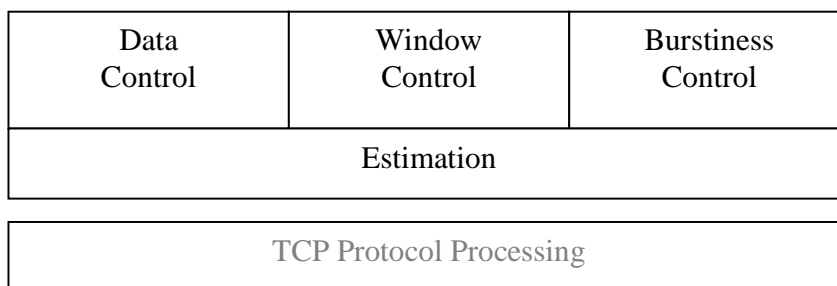 Data
Control
Window
Control
Burstiness
Control
Estimation
TCP Protocol Processing